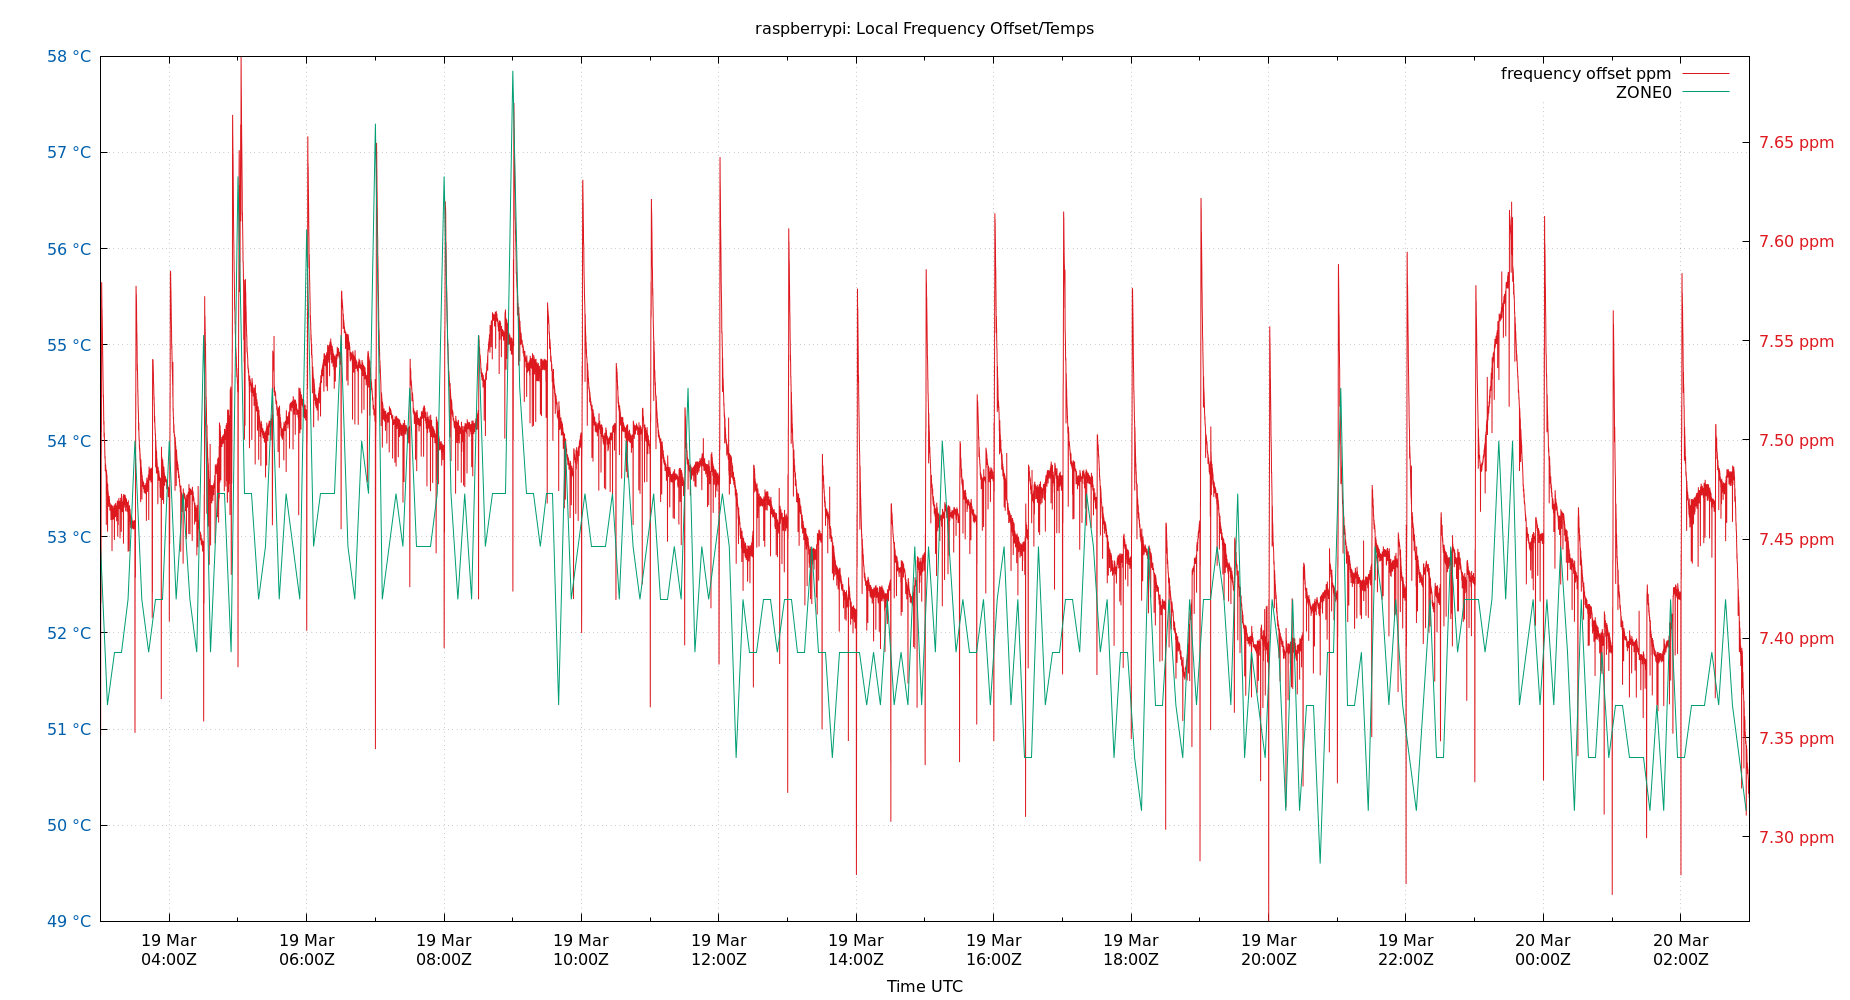 raspberrypi: Local Frequency Offset/Temps
frequency offset ppm
ZONE0
58 °C
57 °C
56 °C
55 °C
54 °C
53 °C
52 °C
51 °C
50 °C
49 °C
7.65 ppm
7.60 ppm
7.55 ppm
7.50 ppm
7.45 ppm
7.40 ppm
7.35 ppm
7.30 ppm
19 Mar
04:00Z
19 Mar
06:00Z
19 Mar
08:00Z
19 Mar
10:00Z
19 Mar
12:00Z
19 Mar
14:00Z
19 Mar
16:00Z
19 Mar
18:00Z
19 Mar
20:00Z
19 Mar
22:00Z
20 Mar
00:00Z
20 Mar
02:00Z
Time UTC